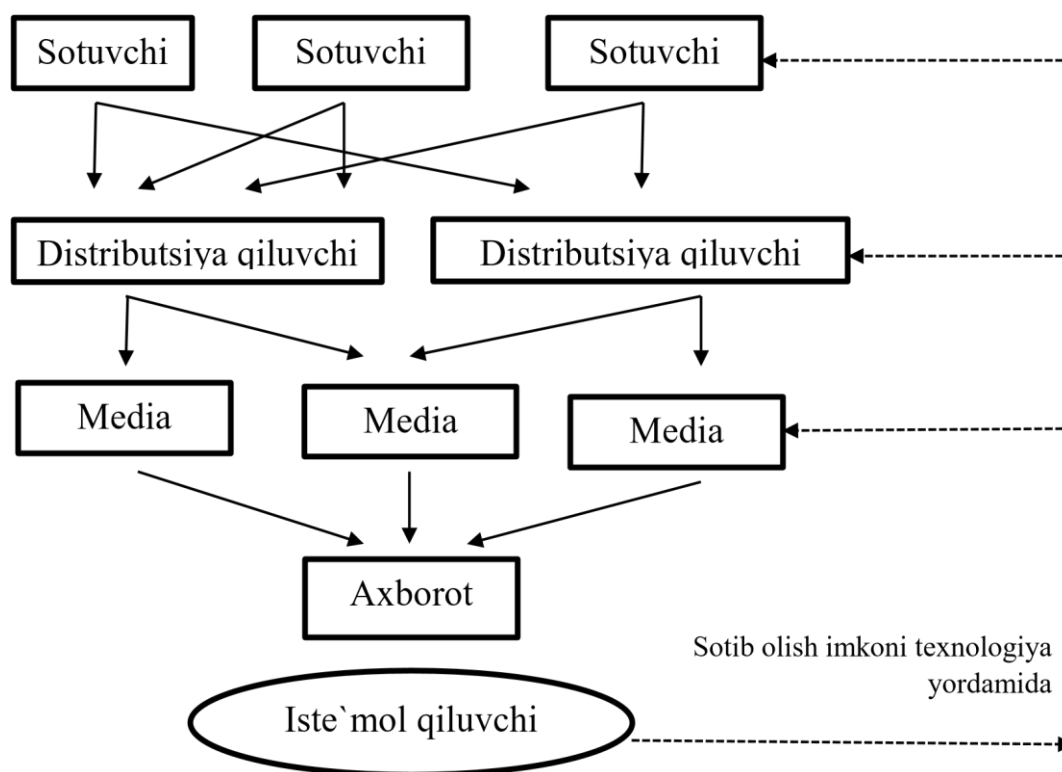 Sotuvchi
Sotuvchi
Sotuvchi
Distributsiya qiluvchi
Distributsiya qiluvchi
Media
Media
Media
Axborot
Sotib olish imkoni texnologiya
yordamida
Iste`mol qiluvchi